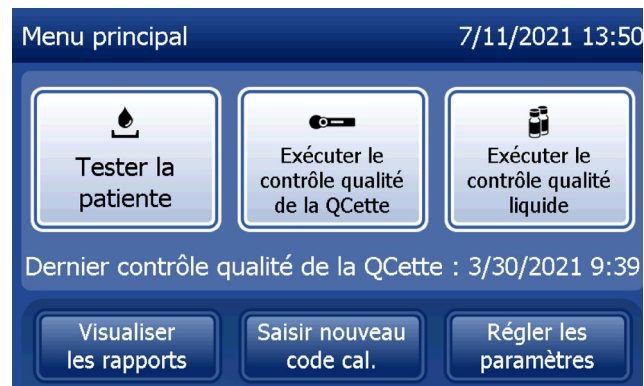 Menu principal 7/11/2021 13:50
Tester la
patiente
Exécuter le
contrôle qualité
de la QCette
Exécuter le
contrôle qualité
liquide
Dernier contrôle qualité de la QCette : 3/30/2021 9:39
Visualiser
les rapports
Saisir nouveau
code cal.
Régler les
paramètres